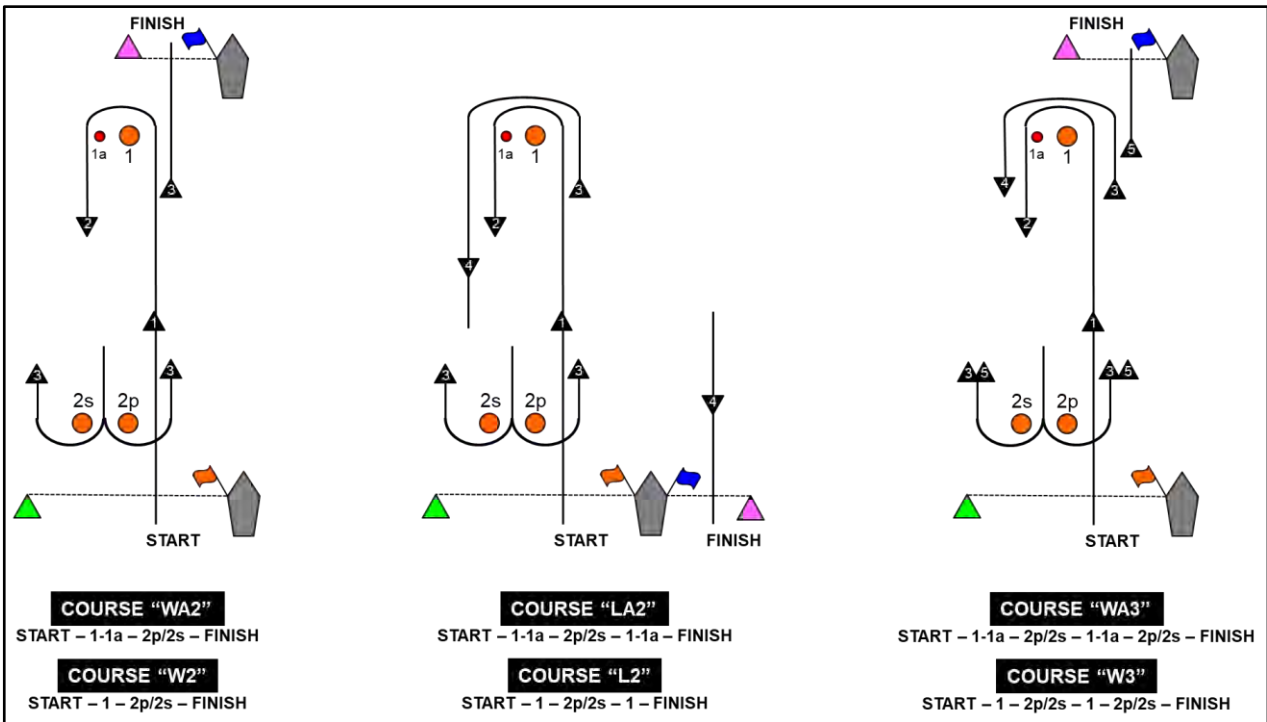 FINISH
1a
1
3
2
1
3
3
2s
2p
START
COURSE “WA2”
START – 1-1a – 2p/2s – FINISH
COURSE “W2”
START – 1 – 2p/2s – FINISH
1a
1
3
2
4
1
3
3
4
2s
2p
START
FINISH
COURSE “LA2”
START – 1-1a – 2p/2s – 1-1a – FINISH
COURSE “L2”
START – 1 – 2p/2s – 1 – FINISH
FINISH
1a
1
5
4
3
2
1
3 5
3 5
2s
2p
START
COURSE “WA3”
START – 1-1a – 2p/2s – 1-1a – 2p/2s – FINISH
COURSE “W3”
START – 1 – 2p/2s – 1 – 2p/2s – FINISH